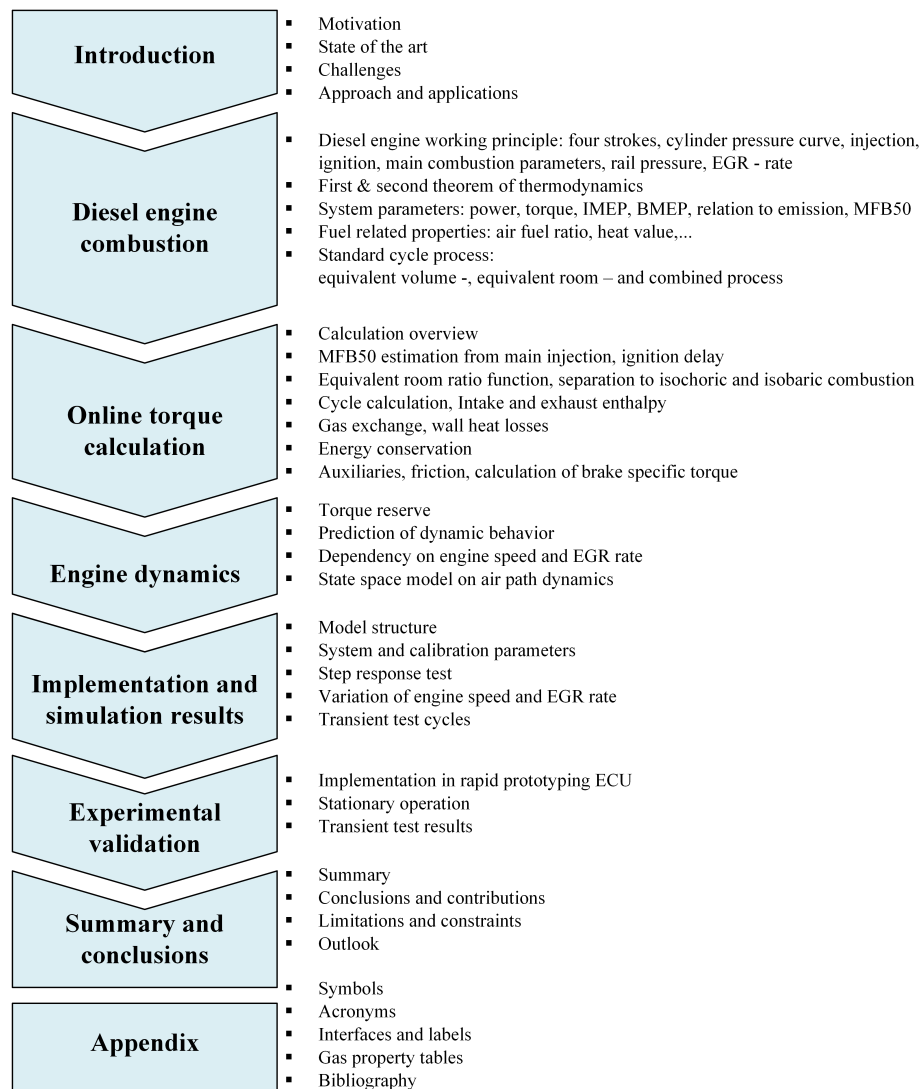 Introduction
▪ Motivation
▪ State of the art
▪ Challenges
▪ Approach and applications
Diesel engine
combustion
▪ Diesel engine working principle: four strokes, cylinder pressure curve, injection,
ignition, main combustion parameters, rail pressure, EGR - rate
▪ First & second theorem of thermodynamics
▪ System parameters: power, torque, IMEP, BMEP, relation to emission, MFB50
▪ Fuel related properties: air fuel ratio, heat value,...
▪ Standard cycle process:
equivalent volume -, equivalent room – and combined process
Online torque
calculation
▪ Calculation overview
▪ MFB50 estimation from main injection, ignition delay
▪ Equivalent room ratio function, separation to isochoric and isobaric combustion
▪ Cycle calculation, Intake and exhaust enthalpy
▪ Gas exchange, wall heat losses
▪ Energy conservation
▪ Auxiliaries, friction, calculation of brake specific torque
Engine dynamics
▪ Torque reserve
▪ Prediction of dynamic behavior
▪ Dependency on engine speed and EGR rate
▪ State space model on air path dynamics
Implementation and
simulation results
▪ Model structure
▪ System and calibration parameters
▪ Step response test
▪ Variation of engine speed and EGR rate
▪ Transient test cycles
Experimental
validation
▪ Implementation in rapid prototyping ECU
▪ Stationary operation
▪ Transient test results
Summary and
conclusions
▪ Summary
▪ Conclusions and contributions
▪ Limitations and constraints
▪ Outlook
Appendix
▪ Symbols
▪ Acronyms
▪ Interfaces and labels
▪ Gas property tables
▪ Bibliography